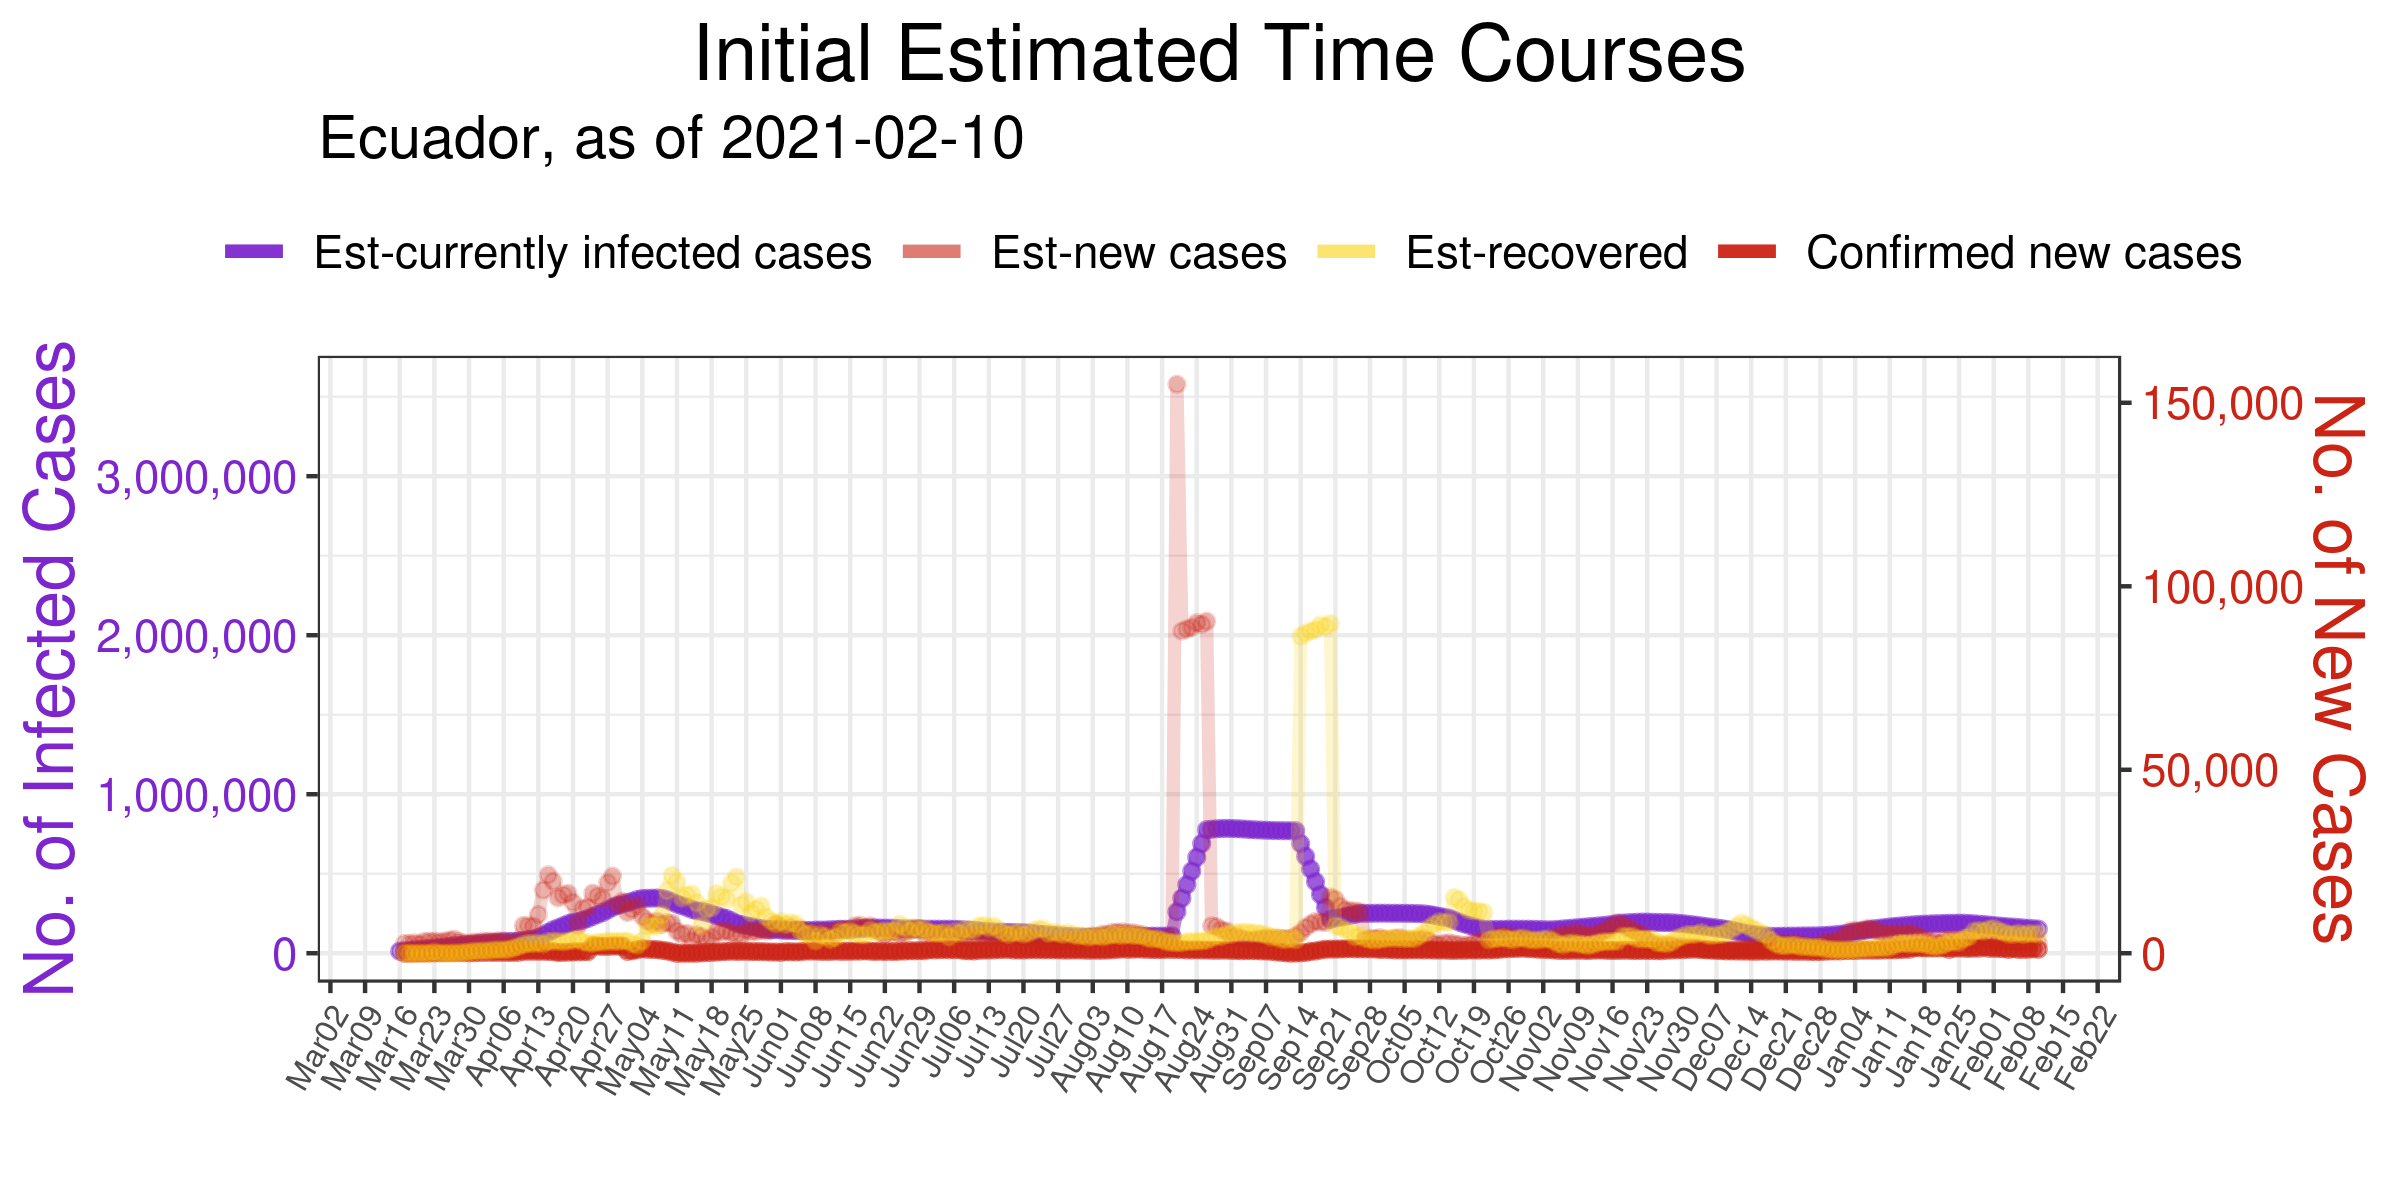 Initial Estimated Time Courses
Ecuador, as of 2021-02-10
Est-currently infected cases Est-new cases Est-recovered Confirmed new cases
No. of Infected Cases
3,000,000
2,000,000
1,000,000
0
150,000
100,000
50,000
0
No. of New Cases
Mar02 Mar09 Mar16 Mar23 Mar30 Apr06 Apr13 Apr20 Apr27 May04 May11 May18 May25 Jun01 Jun08 Jun15 Jun22 Jun29 Jul06 Jul13 Jul20 Jul27 Aug03 Aug10 Aug17 Aug24 Aug31 Sep07 Sep14 Sep21 Sep28 Oct05 Oct12 Oct19 Oct26 Nov02 Nov09 Nov16 Nov23 Nov30 Dec07 Dec14 Dec21 Dec28 Jan04 Jan11 Jan18 Jan25 Feb01 Feb08 Feb15 Feb22